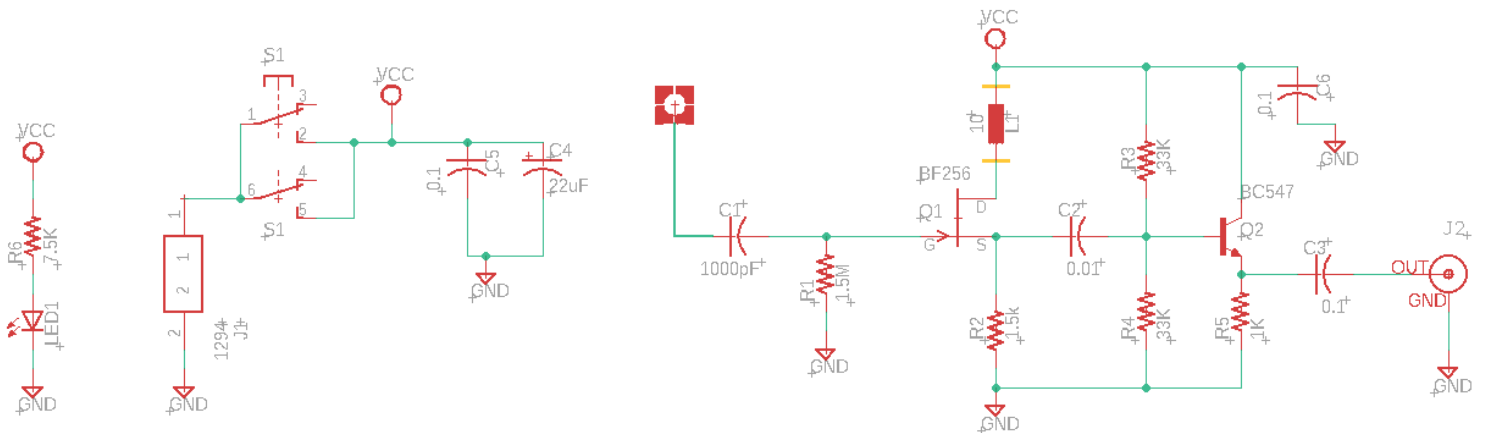 VCC
R6
7.5K
LED1
GND
S1
1
3
2
6
4
5
S1
1
1
2
2
1294
J1
GND
VCC
0.1
C5
C4
22uF
GND
C1
1000pF
R1
1.5M
GND
VCC
10
L1
BF256
Q1
D
G
S
R2
1.5k
GND
C2
0.01
R3
33K
R4
33K
BC547
Q2
R5
1K
0.1
C6
GND
C3
0.1
J2
OUT
GND
GND